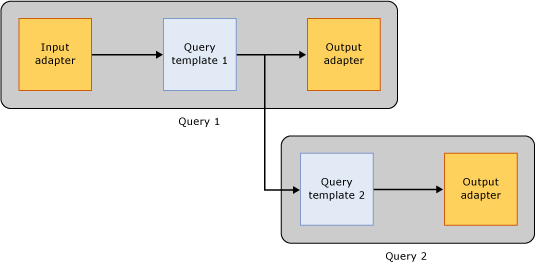 Input
adapter
Query
template 1
Output
adapter
Query 1
Query
template 2
Output
adapter
Query 2